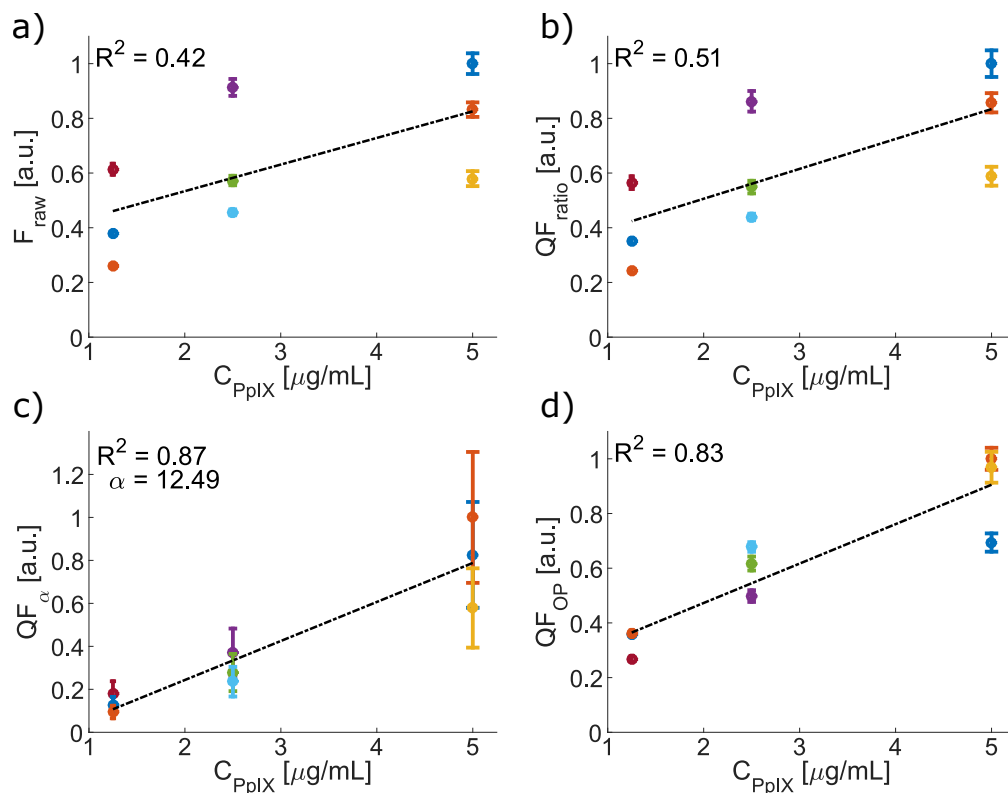 a)
R² = 0.42
F_raw [a.u.]
1
0.8
0.6
0.4
0.2
0
1 2 3 4 5
C_PpIX [μg/mL]
b)
R² = 0.51
QF_ratio [a.u.]
1
0.8
0.6
0.4
0.2
0
1 2 3 4 5
C_PpIX [μg/mL]
c)
R² = 0.87
α = 12.49
QF_α [a.u.]
1.2
1
0.8
0.6
0.4
0.2
0
1 2 3 4 5
C_PpIX [μg/mL]
d)
R² = 0.83
QF_OP [a.u.]
1
0.8
0.6
0.4
0.2
0
1 2 3 4 5
C_PpIX [μg/mL]